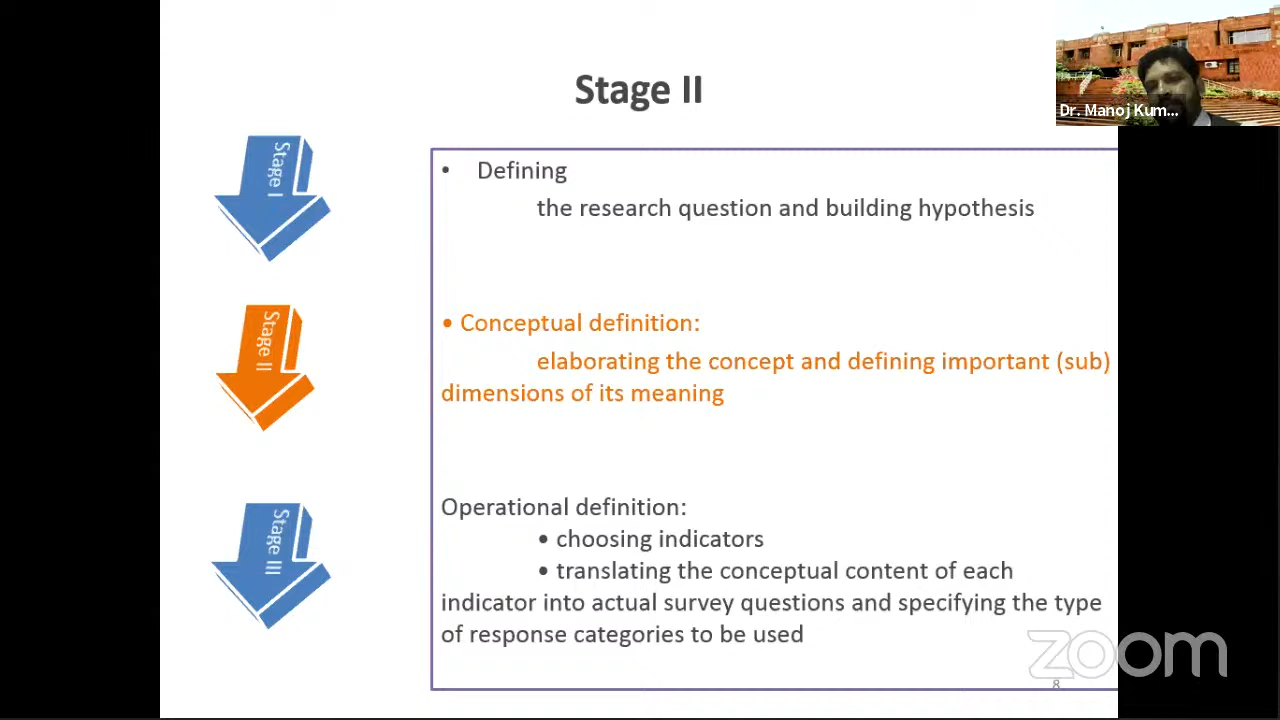 Stage II
Dr. Manoj Kum...
Stage I
• Defining
the research question and building hypothesis
Stage II
• Conceptual definition:
elaborating the concept and defining important (sub)
dimensions of its meaning
Stage III
Operational definition:
• choosing indicators
• translating the conceptual content of each
indicator into actual survey questions and specifying the type
of response categories to be used
zoom
8